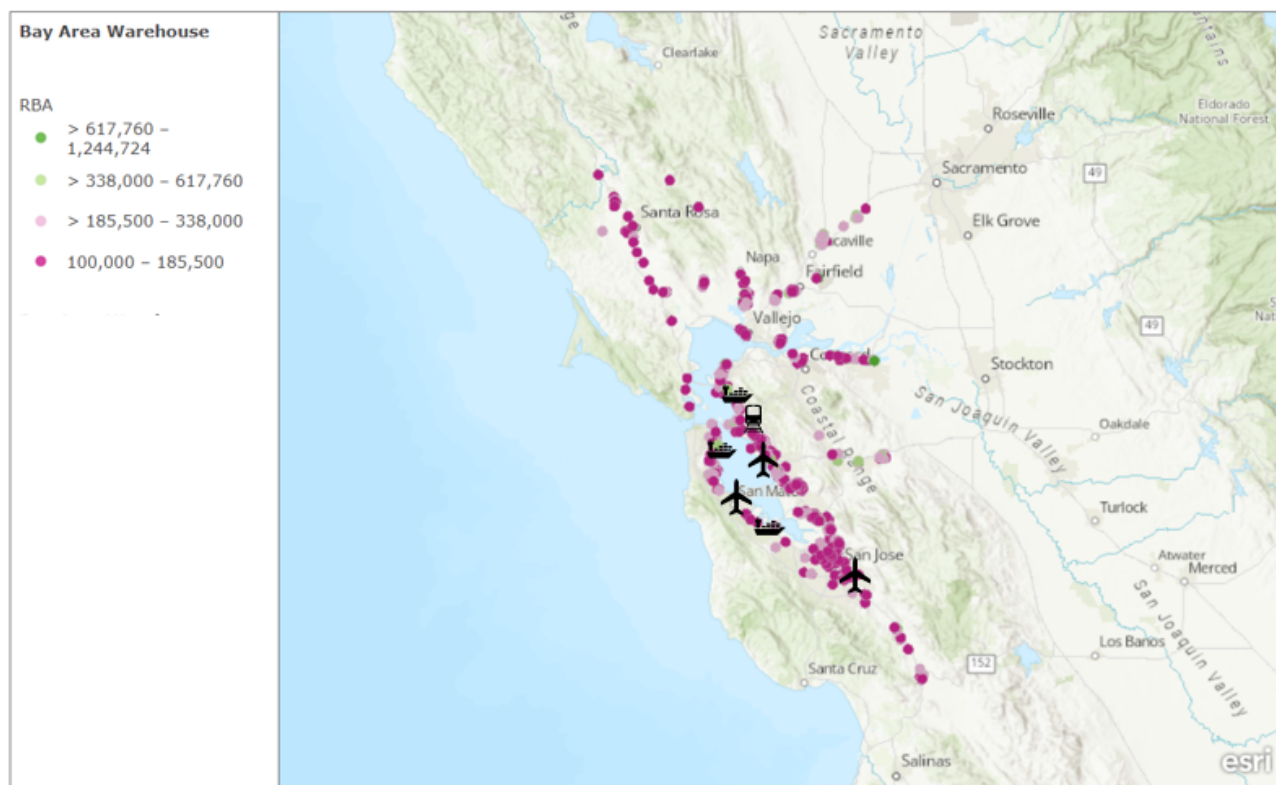 Bay Area Warehouse
RBA
> 617,760 –
1,244,724
> 338,000 – 617,760
> 185,500 – 338,000
100,000 – 185,500
Clearlake
Sacramento
Valley
Roseville
Eldorado
National Forest
Sacramento
49
Santa Rosa
Elk Grove
acaville
Napa
Fairfield
Vallejo
49
Stockton
Coastal Range
San Joaquin Valley
Oakdale
San Mateo
Turlock
San Jose
Atwater
Merced
San Joaquin Valley
Los Banos
152
Santa Cruz
Salinas
esri